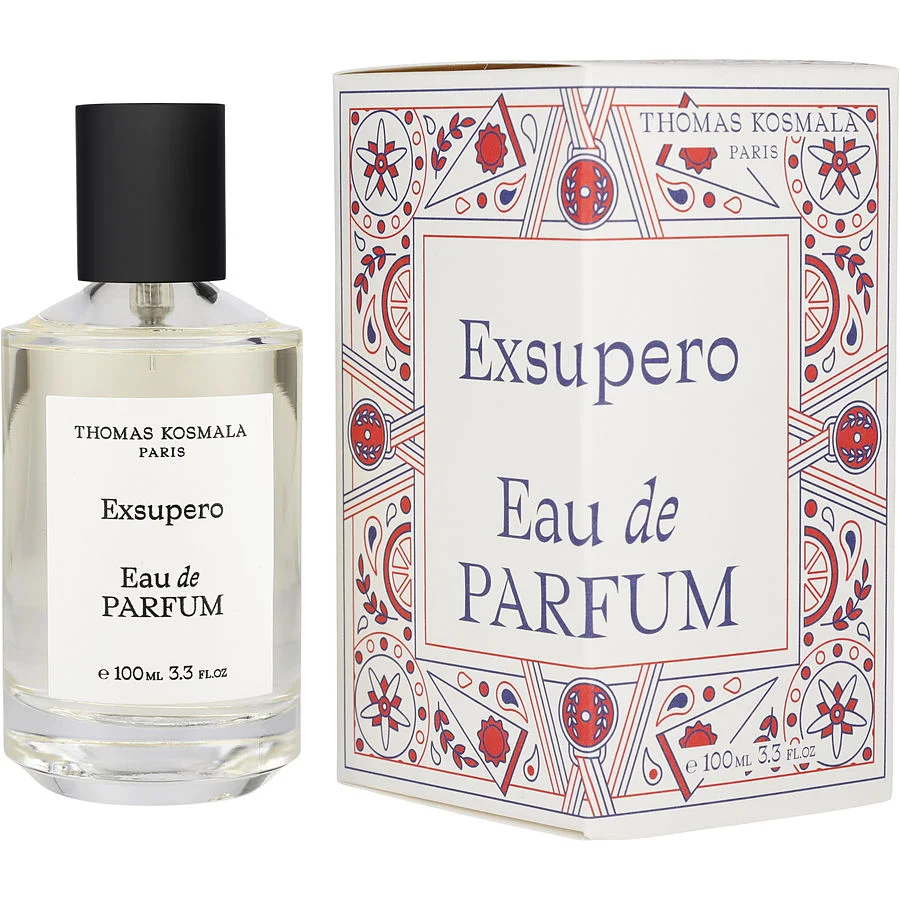 THOMAS KOSMALA
PARIS
Exsupero
Eau de
PARFUM
℮ 100ML 3.3 FL.OZ
THOMAS KOSMALA
PARIS
Exsupero
Eau de
PARFUM
℮ 100ML 3.3 FL.OZ